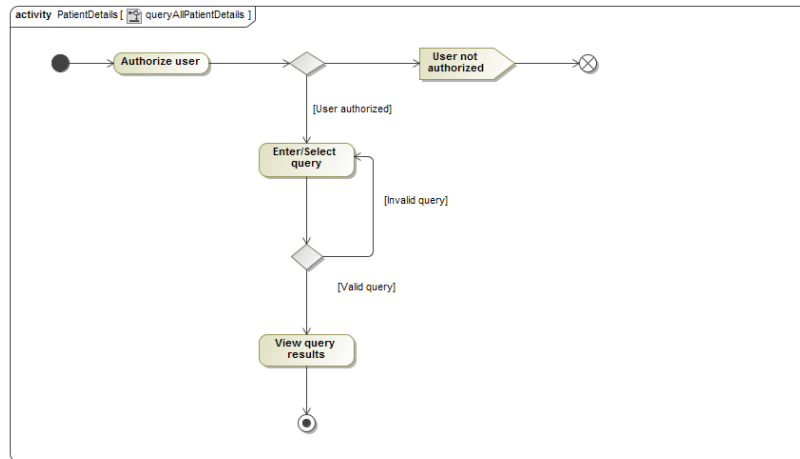 activity PatientDetails [ queryAllPatientDetails ]
Authorize user
User not
authorized
[User authorized]
Enter/Select
query
[Invalid query]
[Valid query]
View query
results